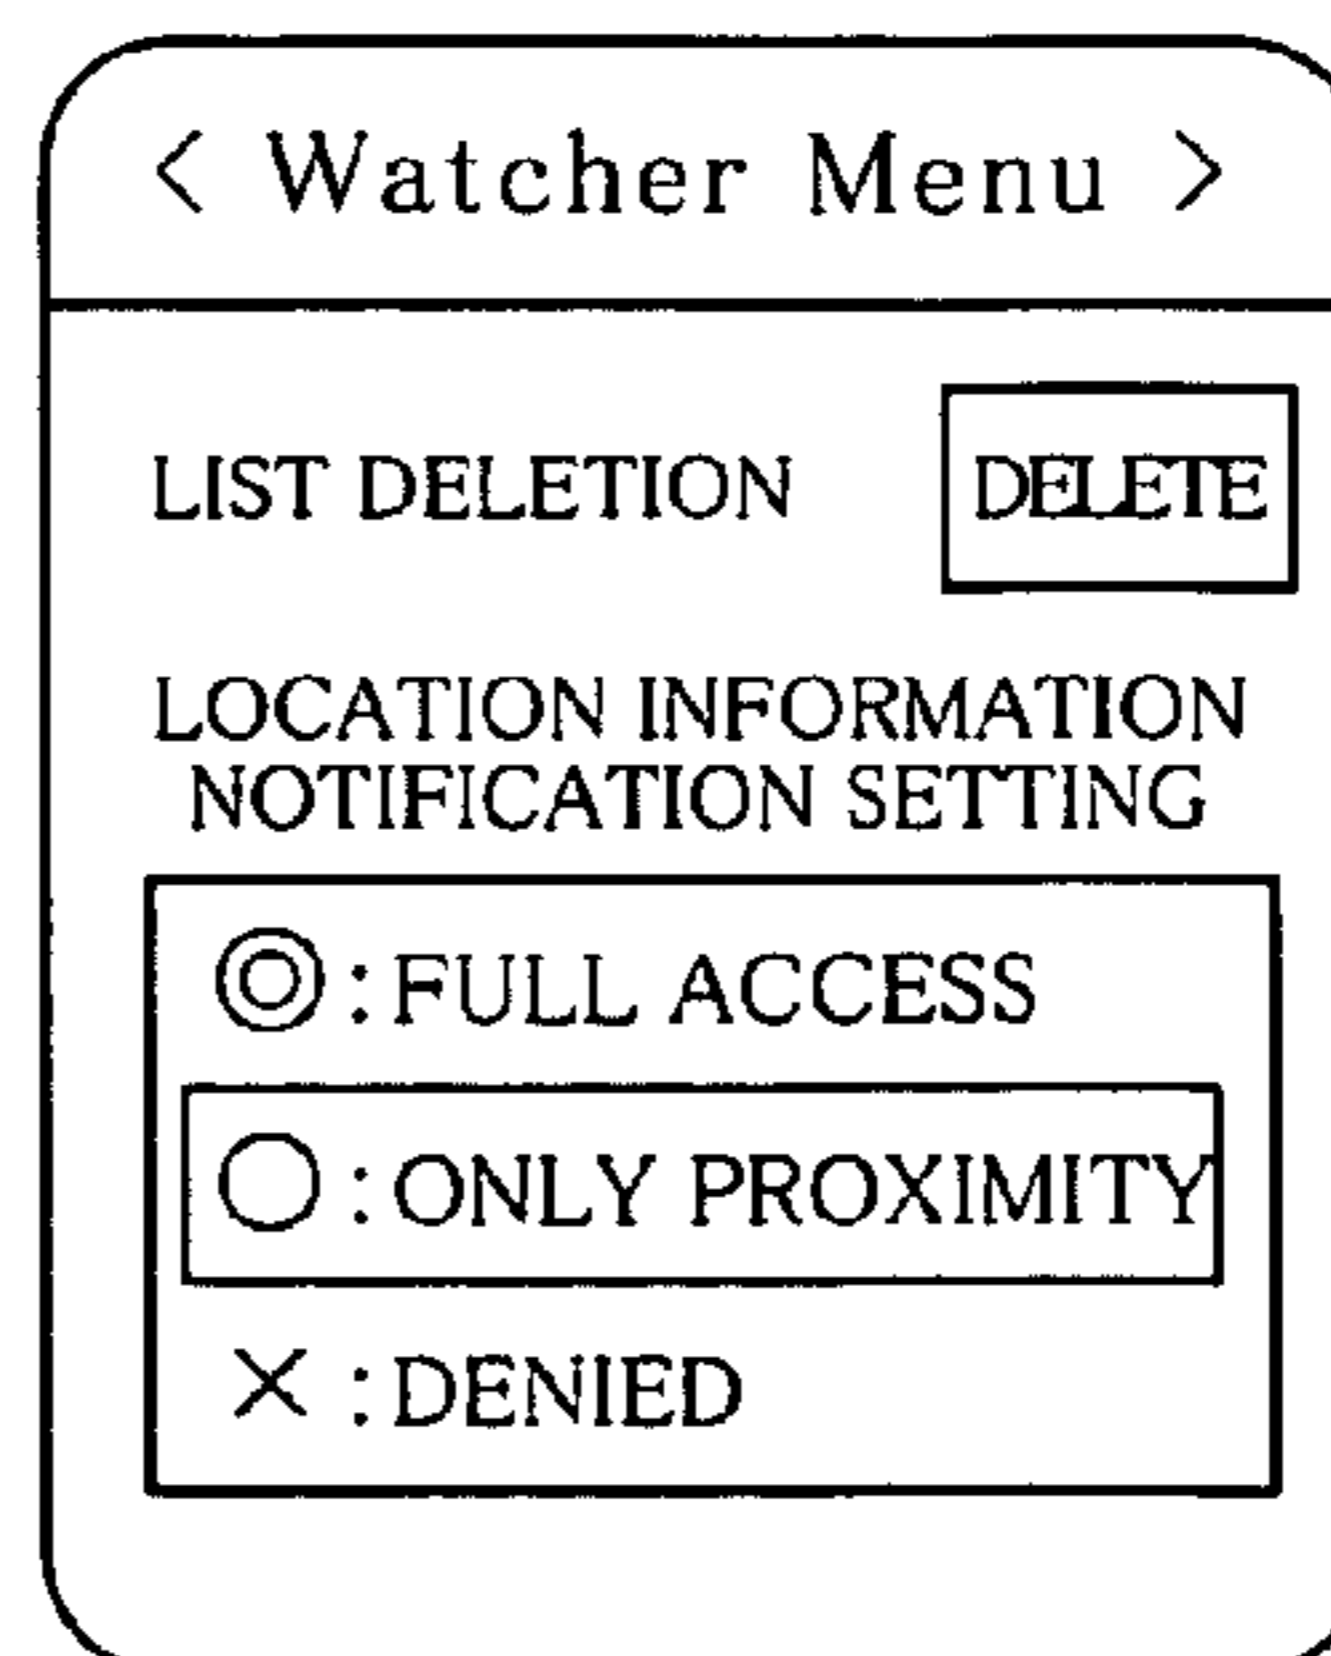 < Watcher Menu >
LIST DELETION DELETE
LOCATION INFORMATION
NOTIFICATION SETTING
◎:FULL ACCESS
○:ONLY PROXIMITY
×:DENIED